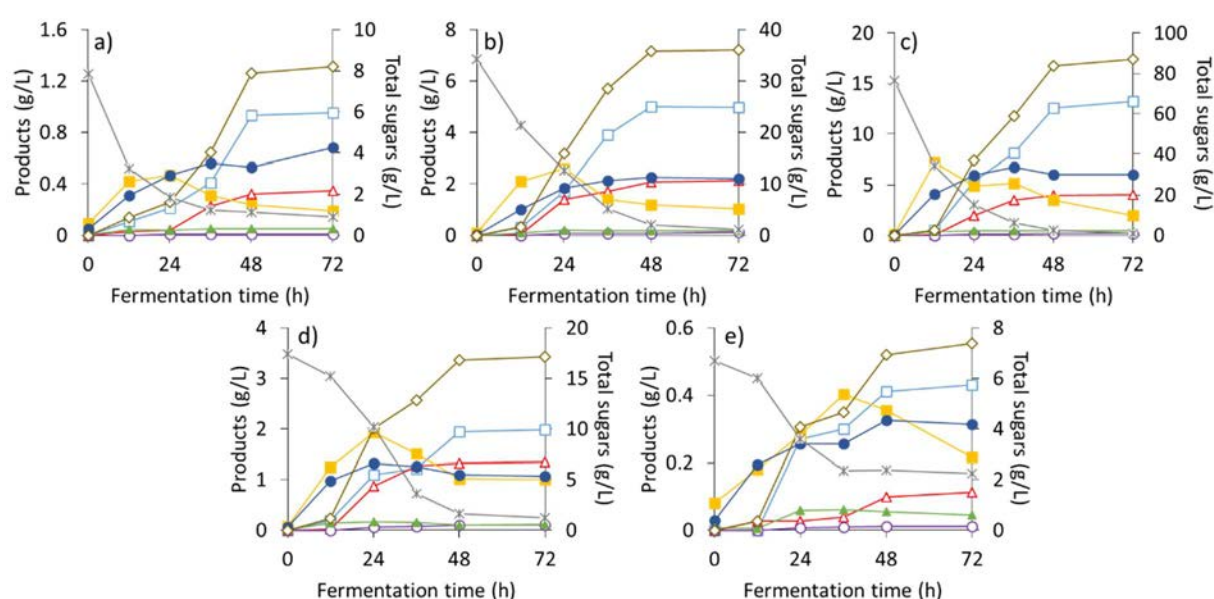 a)
Products (g/L)
1.6
1.2
0.8
0.4
0
10
8
6
4
2
0
Total sugars (g/L)
0 24 48 72
Fermentation time (h)
b)
Products (g/L)
8
6
4
2
0
40
30
20
10
0
Total sugars (g/L)
0 24 48 72
Fermentation time (h)
c)
Products (g/L)
20
15
10
5
0
100
80
60
40
20
0
Total sugars (g/L)
0 24 48 72
Fermentation time (h)
d)
Products (g/L)
4
3
2
1
0
20
15
10
5
0
Total sugars (g/L)
0 24 48 72
Fermentation time (h)
e)
Products (g/L)
0.6
0.4
0.2
0
8
6
4
2
0
Total sugars (g/L)
0 24 48 72
Fermentation time (h)